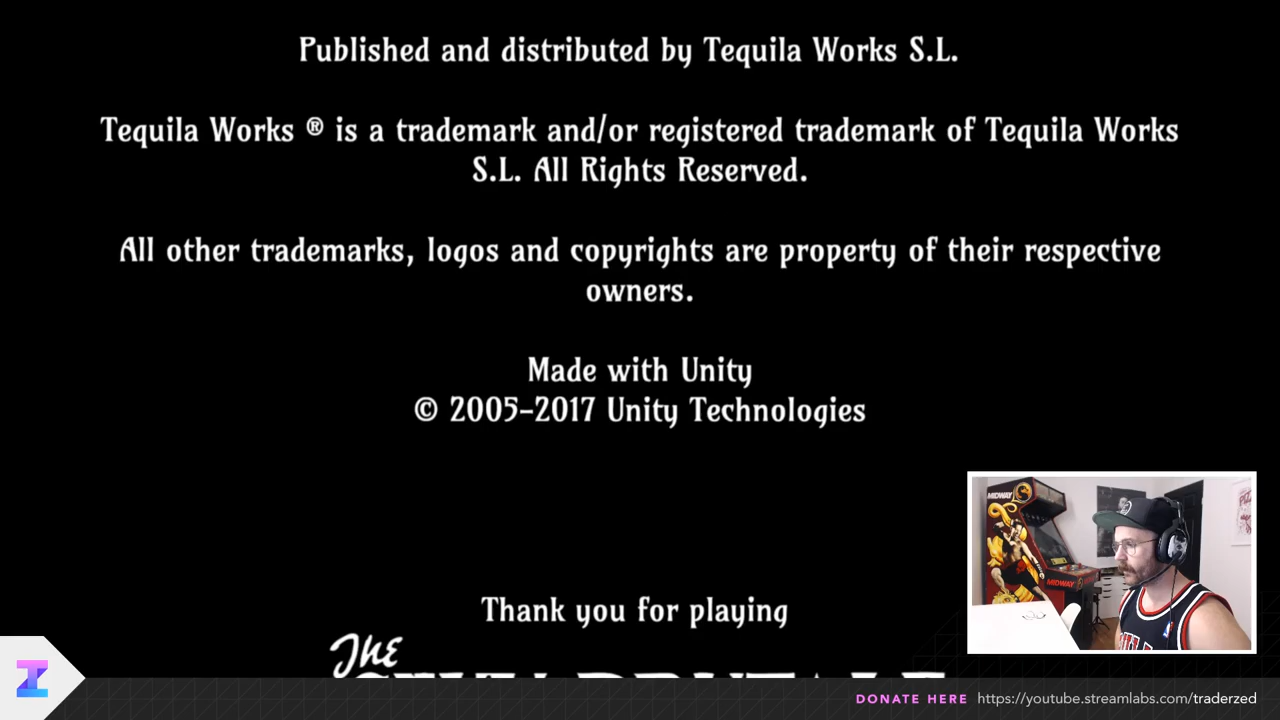 Published and distributed by Tequila Works S.L.
Tequila Works ® is a trademark and/or registered trademark of Tequila Works
S.L. All Rights Reserved.
All other trademarks, logos and copyrights are property of their respective
owners.
Made with Unity
© 2005-2017 Unity Technologies
MIDWAY
MIDWAY
Thank you for playing
The
DONATE HERE https://youtube.streamlabs.com/traderzed